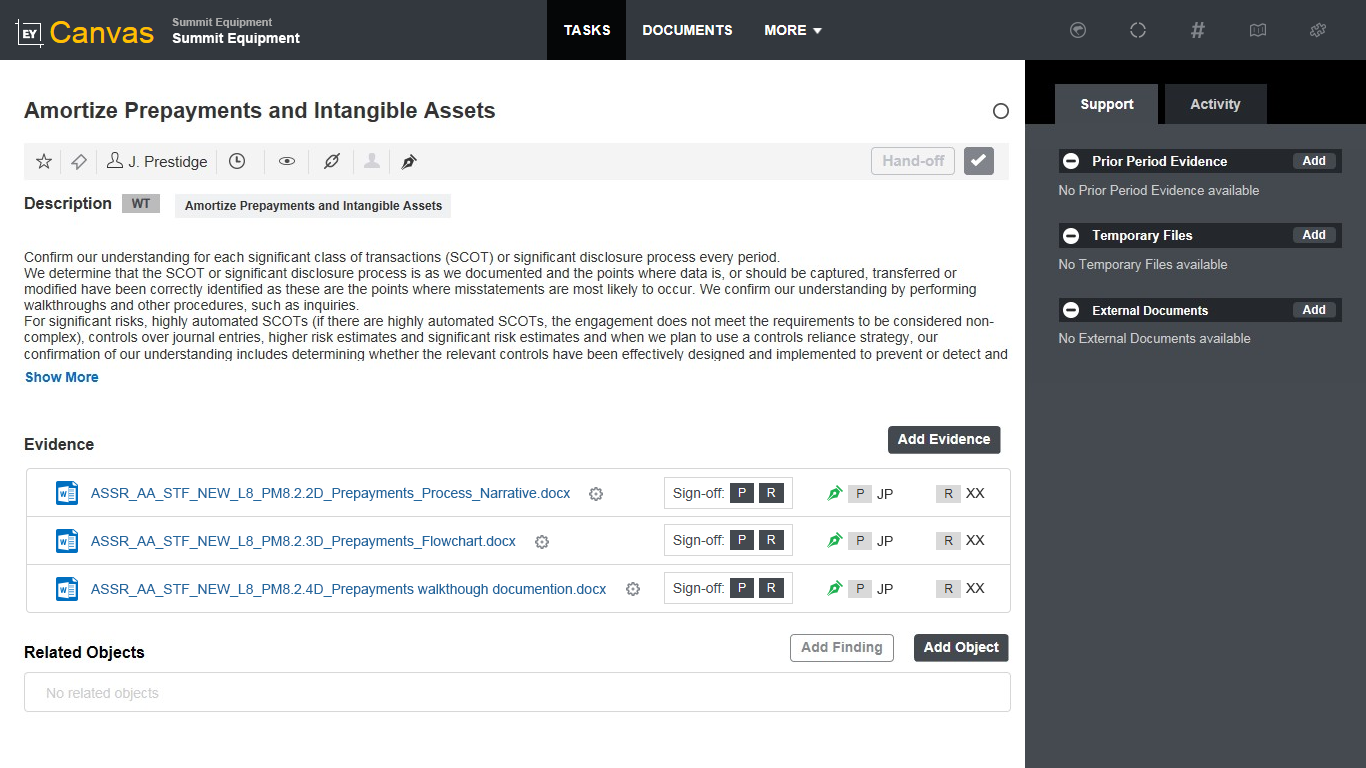 EY Canvas
Summit Equipment
Summit Equipment
TASKS
DOCUMENTS
MORE
#
Amortize Prepayments and Intangible Assets
J. Prestidge
Hand-off
Description
WT
Amortize Prepayments and Intangible Assets
Confirm our understanding for each significant class of transactions (SCOT) or significant disclosure process every period.
We determine that the SCOT or significant disclosure process is as we documented and the points where data is, or should be captured, transferred or
modified have been correctly identified as these are the points where misstatements are most likely to occur. We confirm our understanding by performing
walkthroughs and other procedures, such as inquiries.
For significant risks, highly automated SCOTs (if there are highly automated SCOTs, the engagement does not meet the requirements to be considered non-
complex), controls over journal entries, higher risk estimates and significant risk estimates and when we plan to use a controls reliance strategy, our
confirmation of our understanding includes determining whether the relevant controls have been effectively designed and implemented to prevent or detect and
Show More
Evidence
Add Evidence
W ASSR_AA_STF_NEW_L8_PM8.2.2D_Prepayments_Process_Narrative.docx Sign-off: P R P JP R XX
W ASSR_AA_STF_NEW_L8_PM8.2.3D_Prepayments_Flowchart.docx Sign-off: P R P JP R XX
W ASSR_AA_STF_NEW_L8_PM8.2.4D_Prepayments walkthough documention.docx Sign-off: P R P JP R XX
Related Objects
Add Finding
Add Object
No related objects
Support
Activity
Prior Period Evidence Add
No Prior Period Evidence available
Temporary Files Add
No Temporary Files available
External Documents Add
No External Documents available